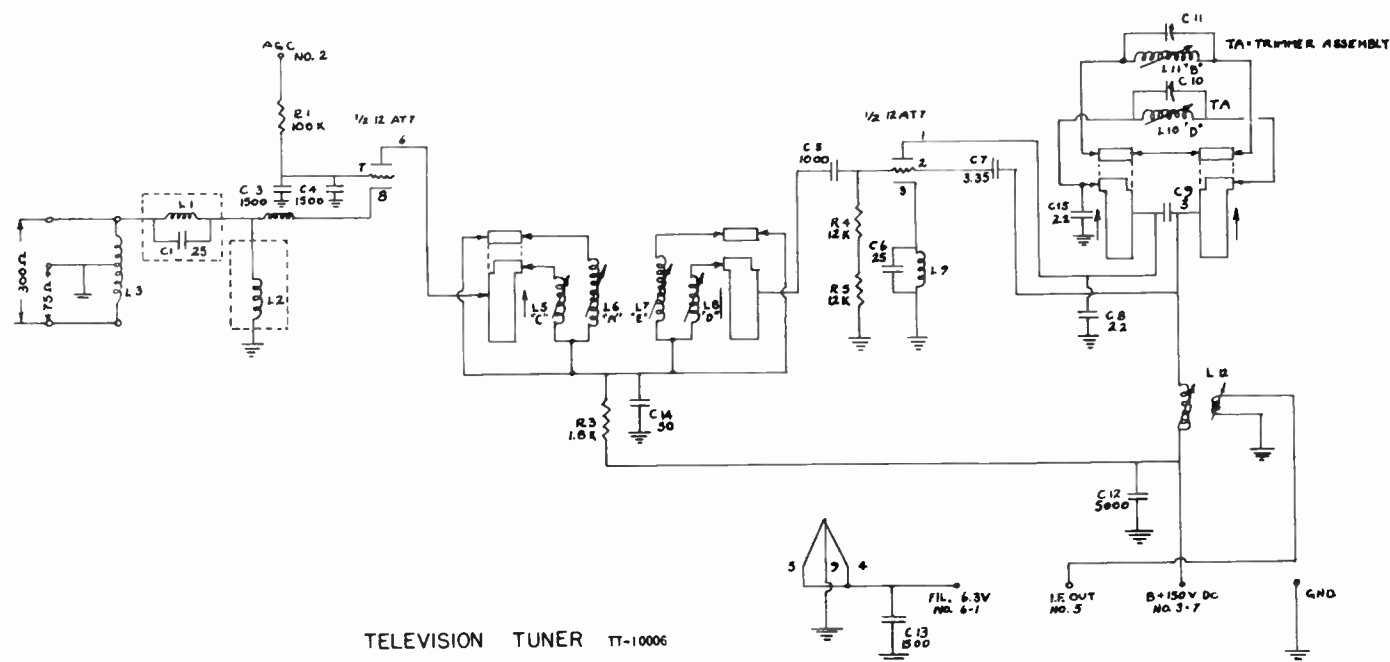 AGC
NO. 2
R1
100K
1/2 12 AT7
6
7
8
C3
1500
C4
1500
L1
C1 25
L2
L3
300Ω
75Ω
L5
"C"
L6
"A"
L7
"E"
L8
"D"
R3
1.8K
C14
50
C5
1000
R4
12K
R5
12K
C6
25
L9
1/2 12AT7
1
2
3
C7
3.35
C11
TA=TRIMMER ASSEMBLY
L11 "B"
C10
TA
L10 "D"
C15
22
C9
C8
22
L12
C12
5000
5
9
4
C13
1500
FIL. 6.3V
NO. 6-1
I.F. OUT
NO. 5
B+150V DC
NO. 3-7
GND
TELEVISION TUNER TT-10006